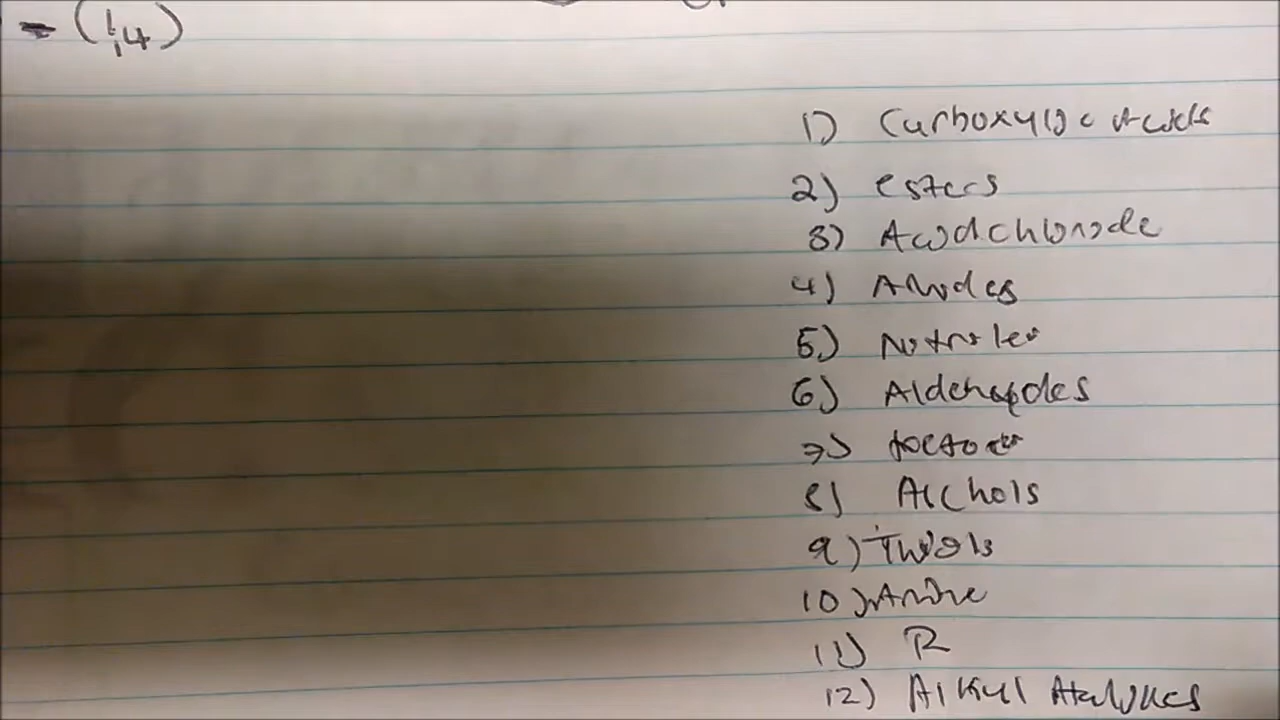 (1,4)
1) Carboxylic Acids
2) esters
3) Acid chloride
4) Amides
5) Nitriles
6) Aldehydes
7) ketones
8) Alchols
9) Thiols
10) Amine
11) R
12) Alkyl Halides